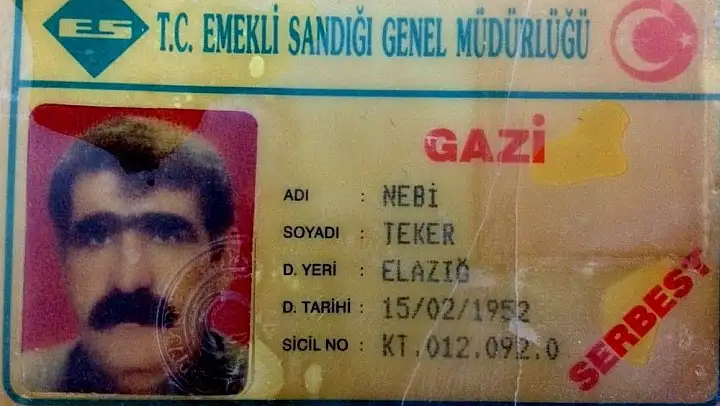 ES
T.C. EMEKLİ SANDIĞI GENEL MÜDÜRLÜĞÜ
GAZİ
ADI : NEBİ
SOYADI : TEKER
D. YERİ : ELAZIĞ
D. TARİHİ : 15/02/1952
SİCİL NO : KT.012.092.0
SERBEST